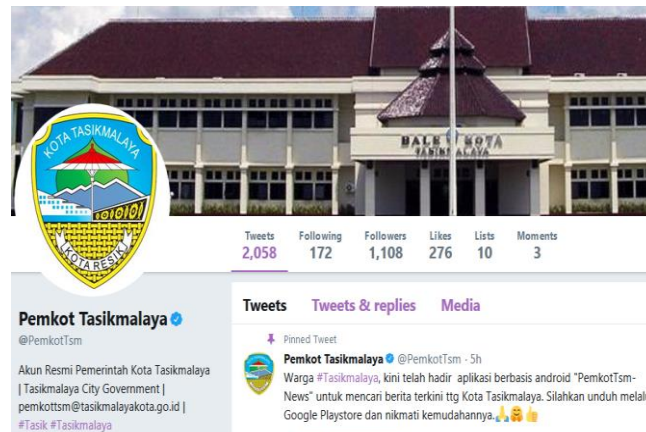 BALE KOTA
TASIKMALAYA
KOTA TASIKMALAYA
KOTA RESIK
Tweets Following Followers Likes Lists Moments
2,058 172 1,108 276 10 3
Pemkot Tasikmalaya
@PemkotTsm
Akun Resmi Pemerintah Kota Tasikmalaya
| Tasikmalaya City Government |
pemkottsm@tasikmalayakota.go.id |
#Tasik #Tasikmalaya
Tweets Tweets & replies Media
Pinned Tweet
Pemkot Tasikmalaya @PemkotTsm - 5h
Warga #Tasikmalaya, kini telah hadir aplikasi berbasis android "PemkotTsm-
News" untuk mencari berita terkini ttg Kota Tasikmalaya. Silahkan unduh melalu
Google Playstore dan nikmati kemudahannya.🙏🤗👍